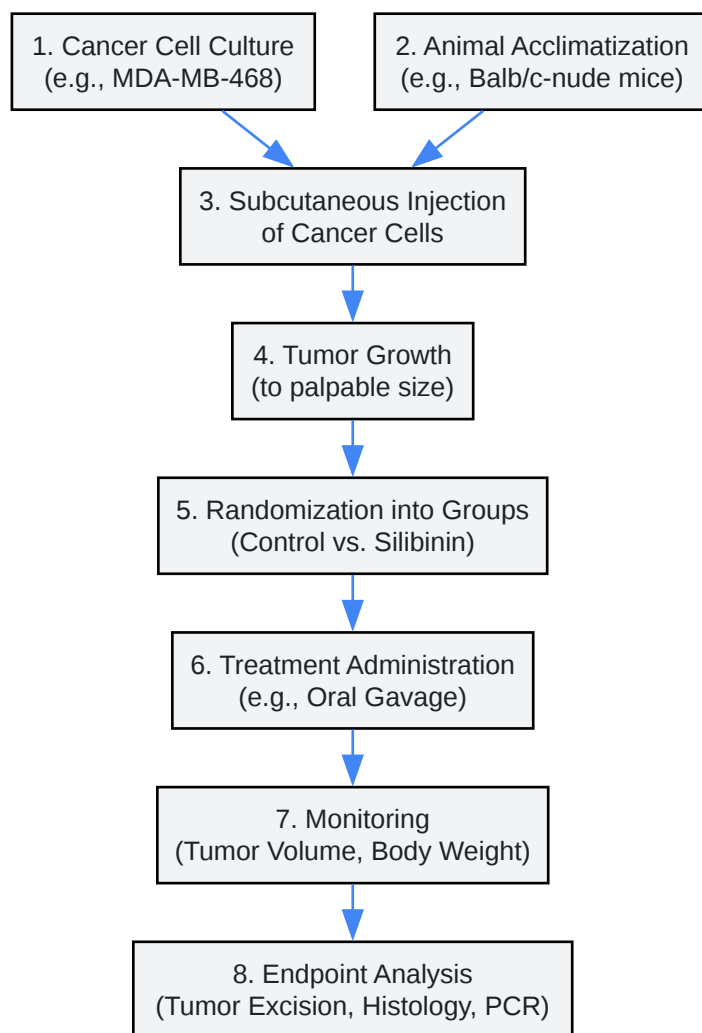 1. Cancer Cell Culture
(e.g., MDA-MB-468)
2. Animal Acclimatization
(e.g., Balb/c-nude mice)
3. Subcutaneous Injection
of Cancer Cells
4. Tumor Growth
(to palpable size)
5. Randomization into Groups
(Control vs. Silibinin)
6. Treatment Administration
(e.g., Oral Gavage)
7. Monitoring
(Tumor Volume, Body Weight)
8. Endpoint Analysis
(Tumor Excision, Histology, PCR)